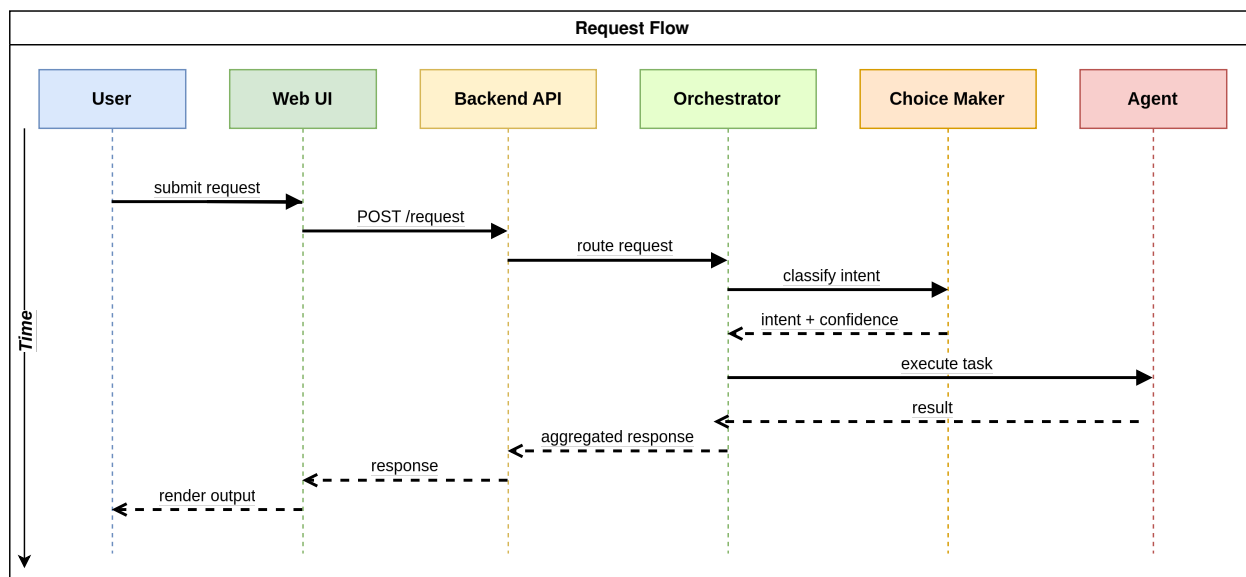 Request Flow
User
Web UI
Backend API
Orchestrator
Choice Maker
Agent
submit request
POST /request
route request
classify intent
intent + confidence
Time
execute task
result
aggregated response
response
render output